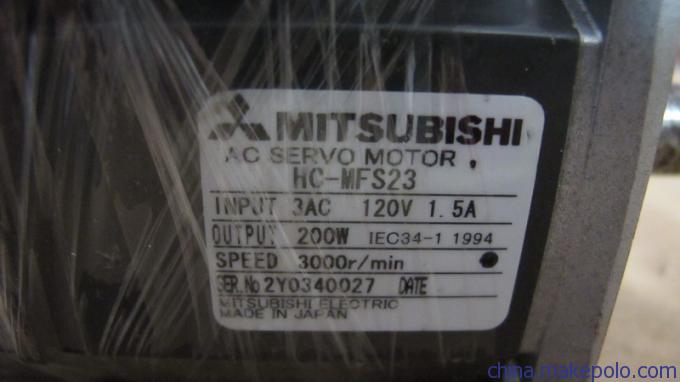 MITSUBISHI
AC SERVO MOTOR
HC-MFS23
INPUT 3AC 120V 1.5A
OUTPUT 200W IEC34-1 1994
SPEED 3000r/min
SER.No 2Y0340027 DATE
MITSUBISHI ELECTRIC
MADE IN JAPAN
china.makepolo.com